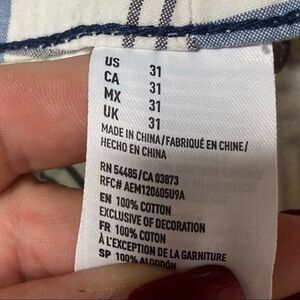 US 31
CA 31
MX 31
UK 31
MADE IN CHINA/FABRIQUÉ EN CHINE/
HECHO EN CHINA
RN 54485/CA 03873
RFC# AEM120605U9A
EN 100% COTTON
EXCLUSIVE OF DECORATION
FR 100% COTON
À L'EXCEPTION DE LA GARNITURE
SP 100% ALGODÓN